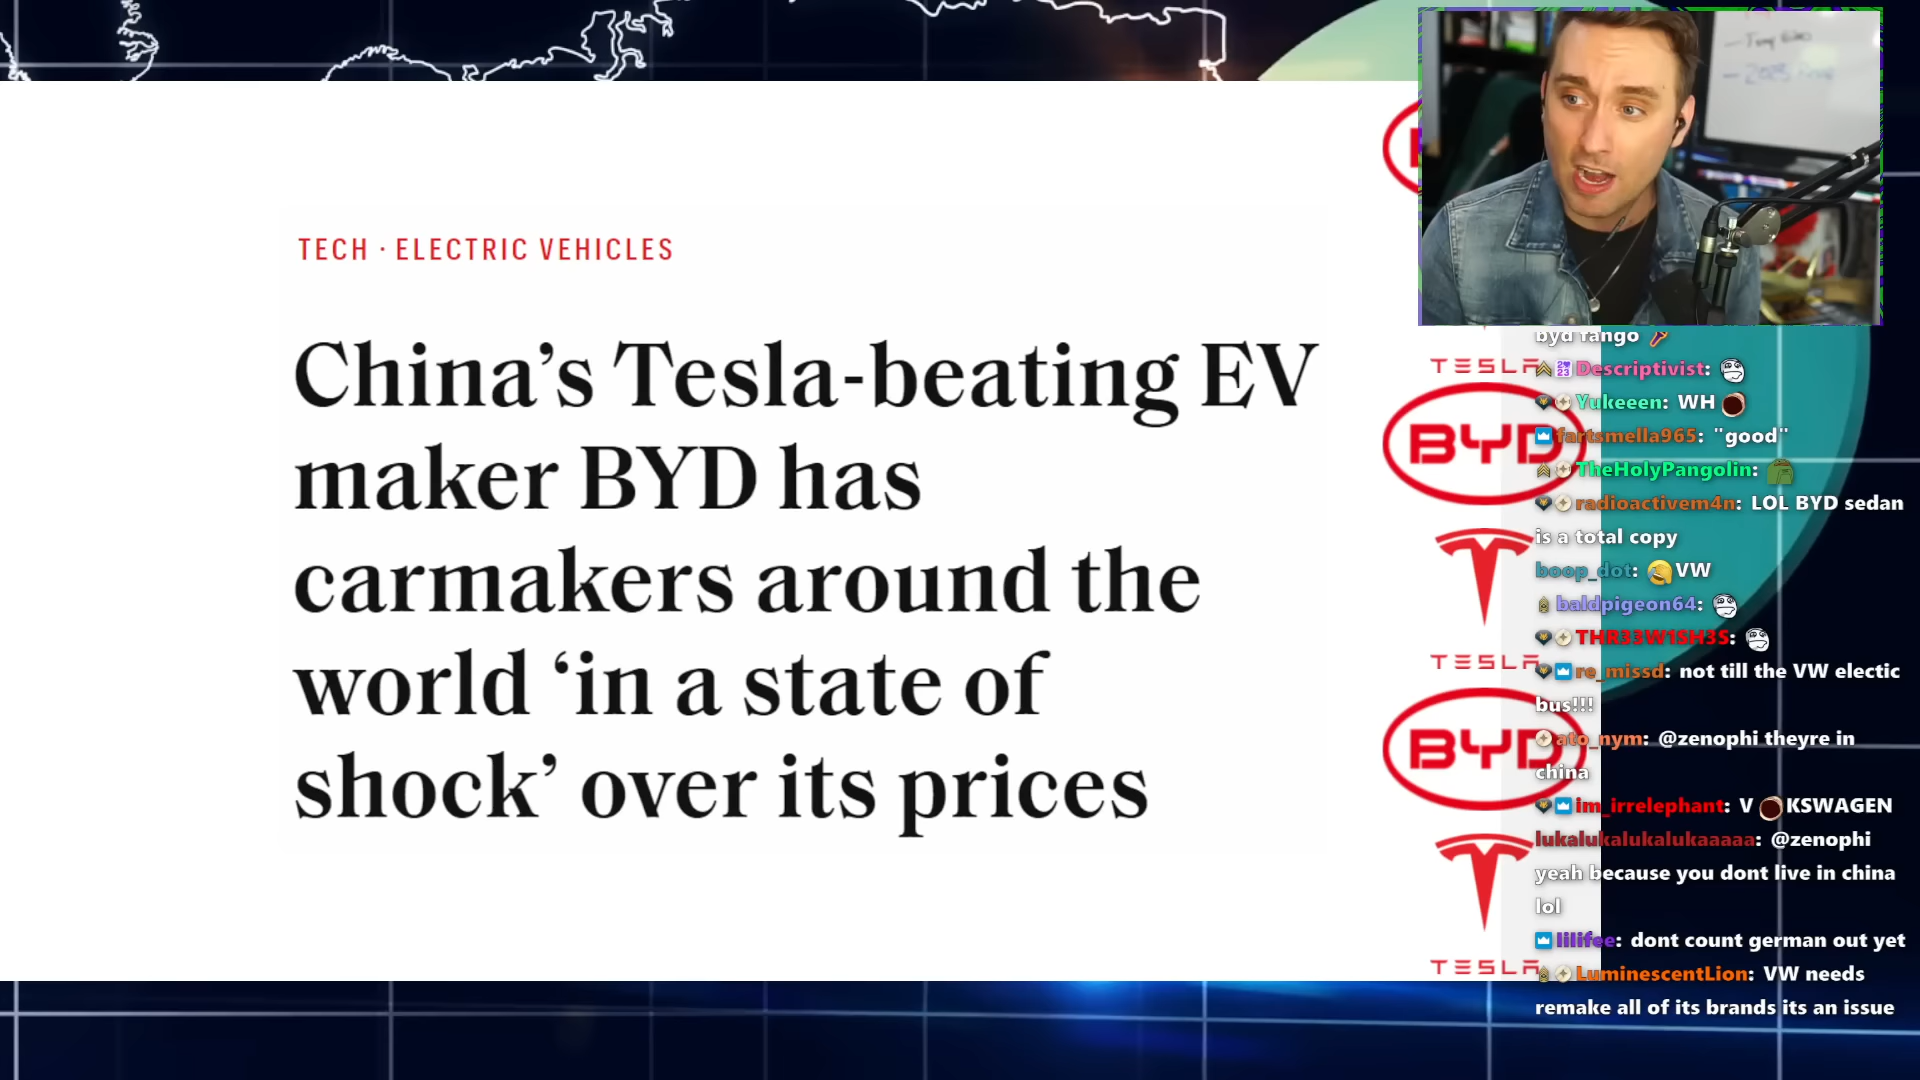 TECH · ELECTRIC VEHICLES
China’s Tesla-beating EV
maker BYD has
carmakers around the
world ‘in a state of
shock’ over its prices
TESLA
BYD
TESLA
BYD
TESLA
byd fango
Descriptivist:
Yukeeen: WH
fartsmella965: "good"
TheHolyPangolin:
radioactivem4n: LOL BYD sedan
is a total copy
boop_dot: VW
baldpigeon64:
THR33W1SH3S:
re_missd: not till the VW electic
bus!!!
ato_nym: @zenophi theyre in
china
im_irrelephant: V KSWAGEN
lukalukalukalukaaaaa: @zenophi
yeah because you dont live in china
lol
lilifee: dont count german out yet
LuminescentLion: VW needs
remake all of its brands its an issue